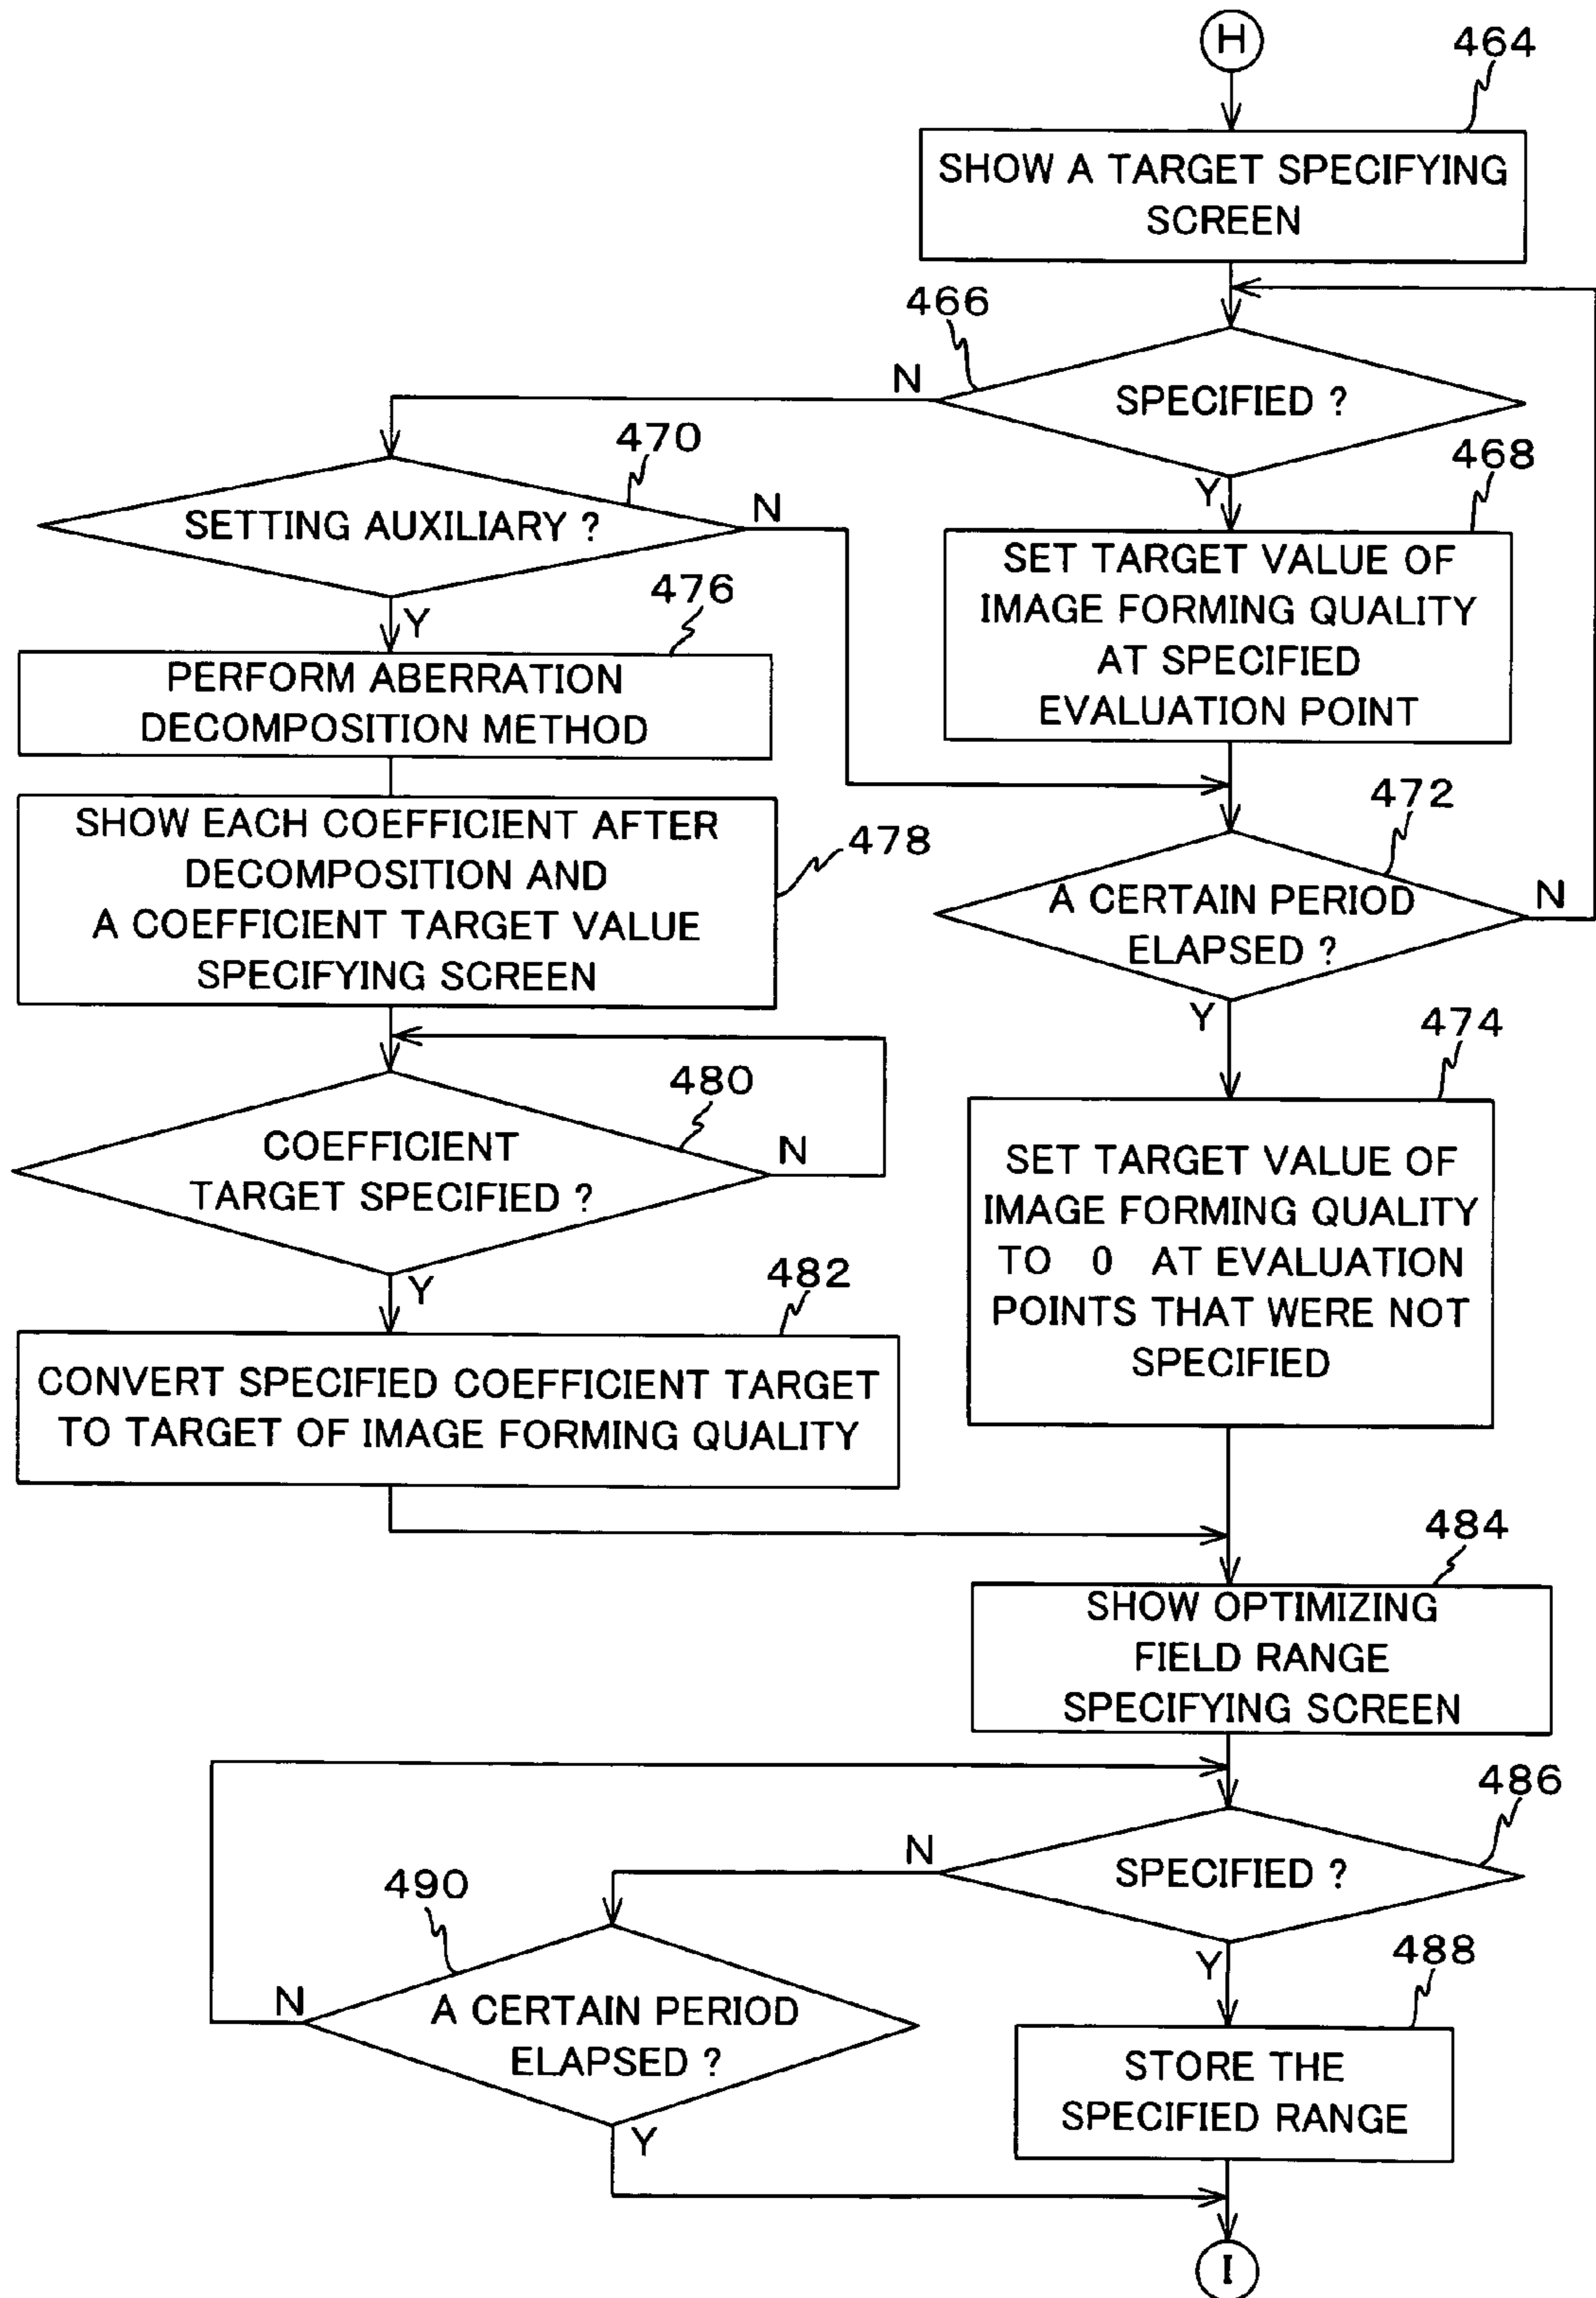 H
464
SHOW A TARGET SPECIFYING
SCREEN
466
N
SPECIFIED ?
Y
470
SETTING AUXILIARY ?
N
Y
468
SET TARGET VALUE OF
IMAGE FORMING QUALITY
AT SPECIFIED
EVALUATION POINT
476
PERFORM ABERRATION
DECOMPOSITION METHOD
478
SHOW EACH COEFFICIENT AFTER
DECOMPOSITION AND
A COEFFICIENT TARGET VALUE
SPECIFYING SCREEN
472
A CERTAIN PERIOD
ELAPSED ?
N
Y
480
COEFFICIENT
TARGET SPECIFIED ?
N
Y
474
SET TARGET VALUE OF
IMAGE FORMING QUALITY
TO 0 AT EVALUATION
POINTS THAT WERE NOT
SPECIFIED
482
CONVERT SPECIFIED COEFFICIENT TARGET
TO TARGET OF IMAGE FORMING QUALITY
484
SHOW OPTIMIZING
FIELD RANGE
SPECIFYING SCREEN
486
N
SPECIFIED ?
Y
490
N
A CERTAIN PERIOD
ELAPSED ?
Y
488
STORE THE
SPECIFIED RANGE
I